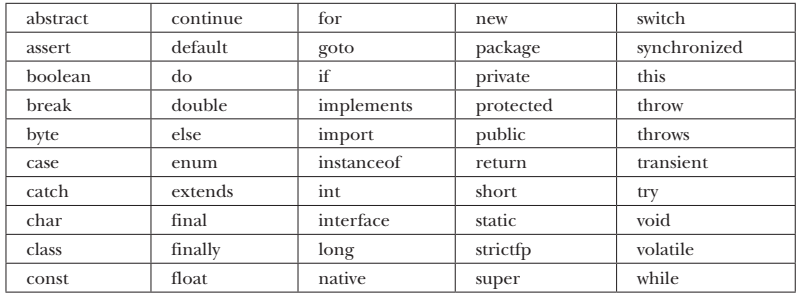 abstract continue for new switch
assert default goto package synchronized
boolean do if private this
break double implements protected throw
byte else import public throws
case enum instanceof return transient
catch extends int short try
char final interface static void
class finally long strictfp volatile
const float native super while